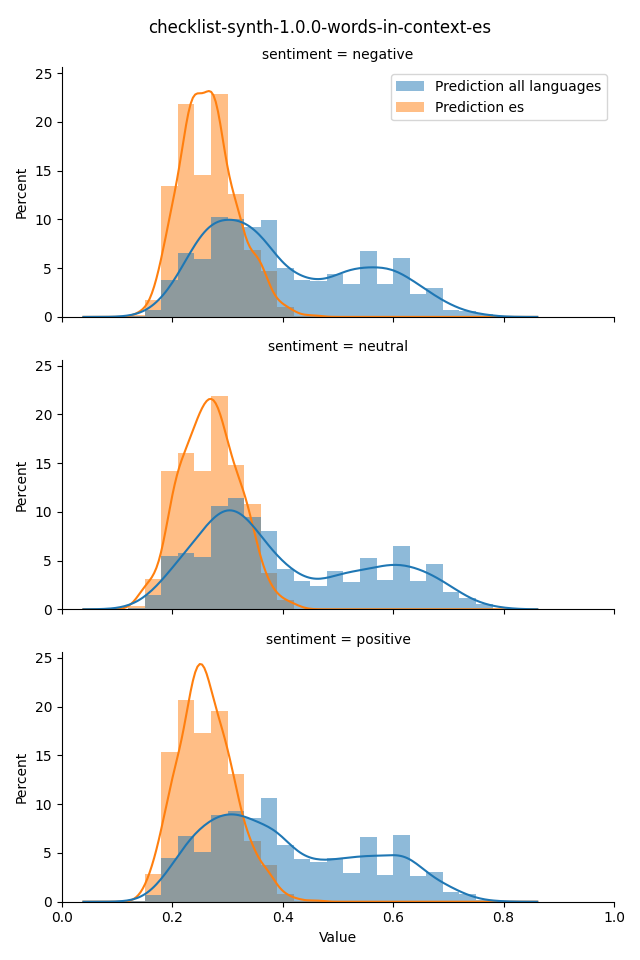 checklist-synth-1.0.0-words-in-context-es
sentiment = negative
25
20
15
10
5
0
Percent
Prediction all languages
Prediction es
sentiment = neutral
25
20
15
10
5
0
Percent
sentiment = positive
25
20
15
10
5
0
Percent
0.0 0.2 0.4 0.6 0.8 1.0
Value